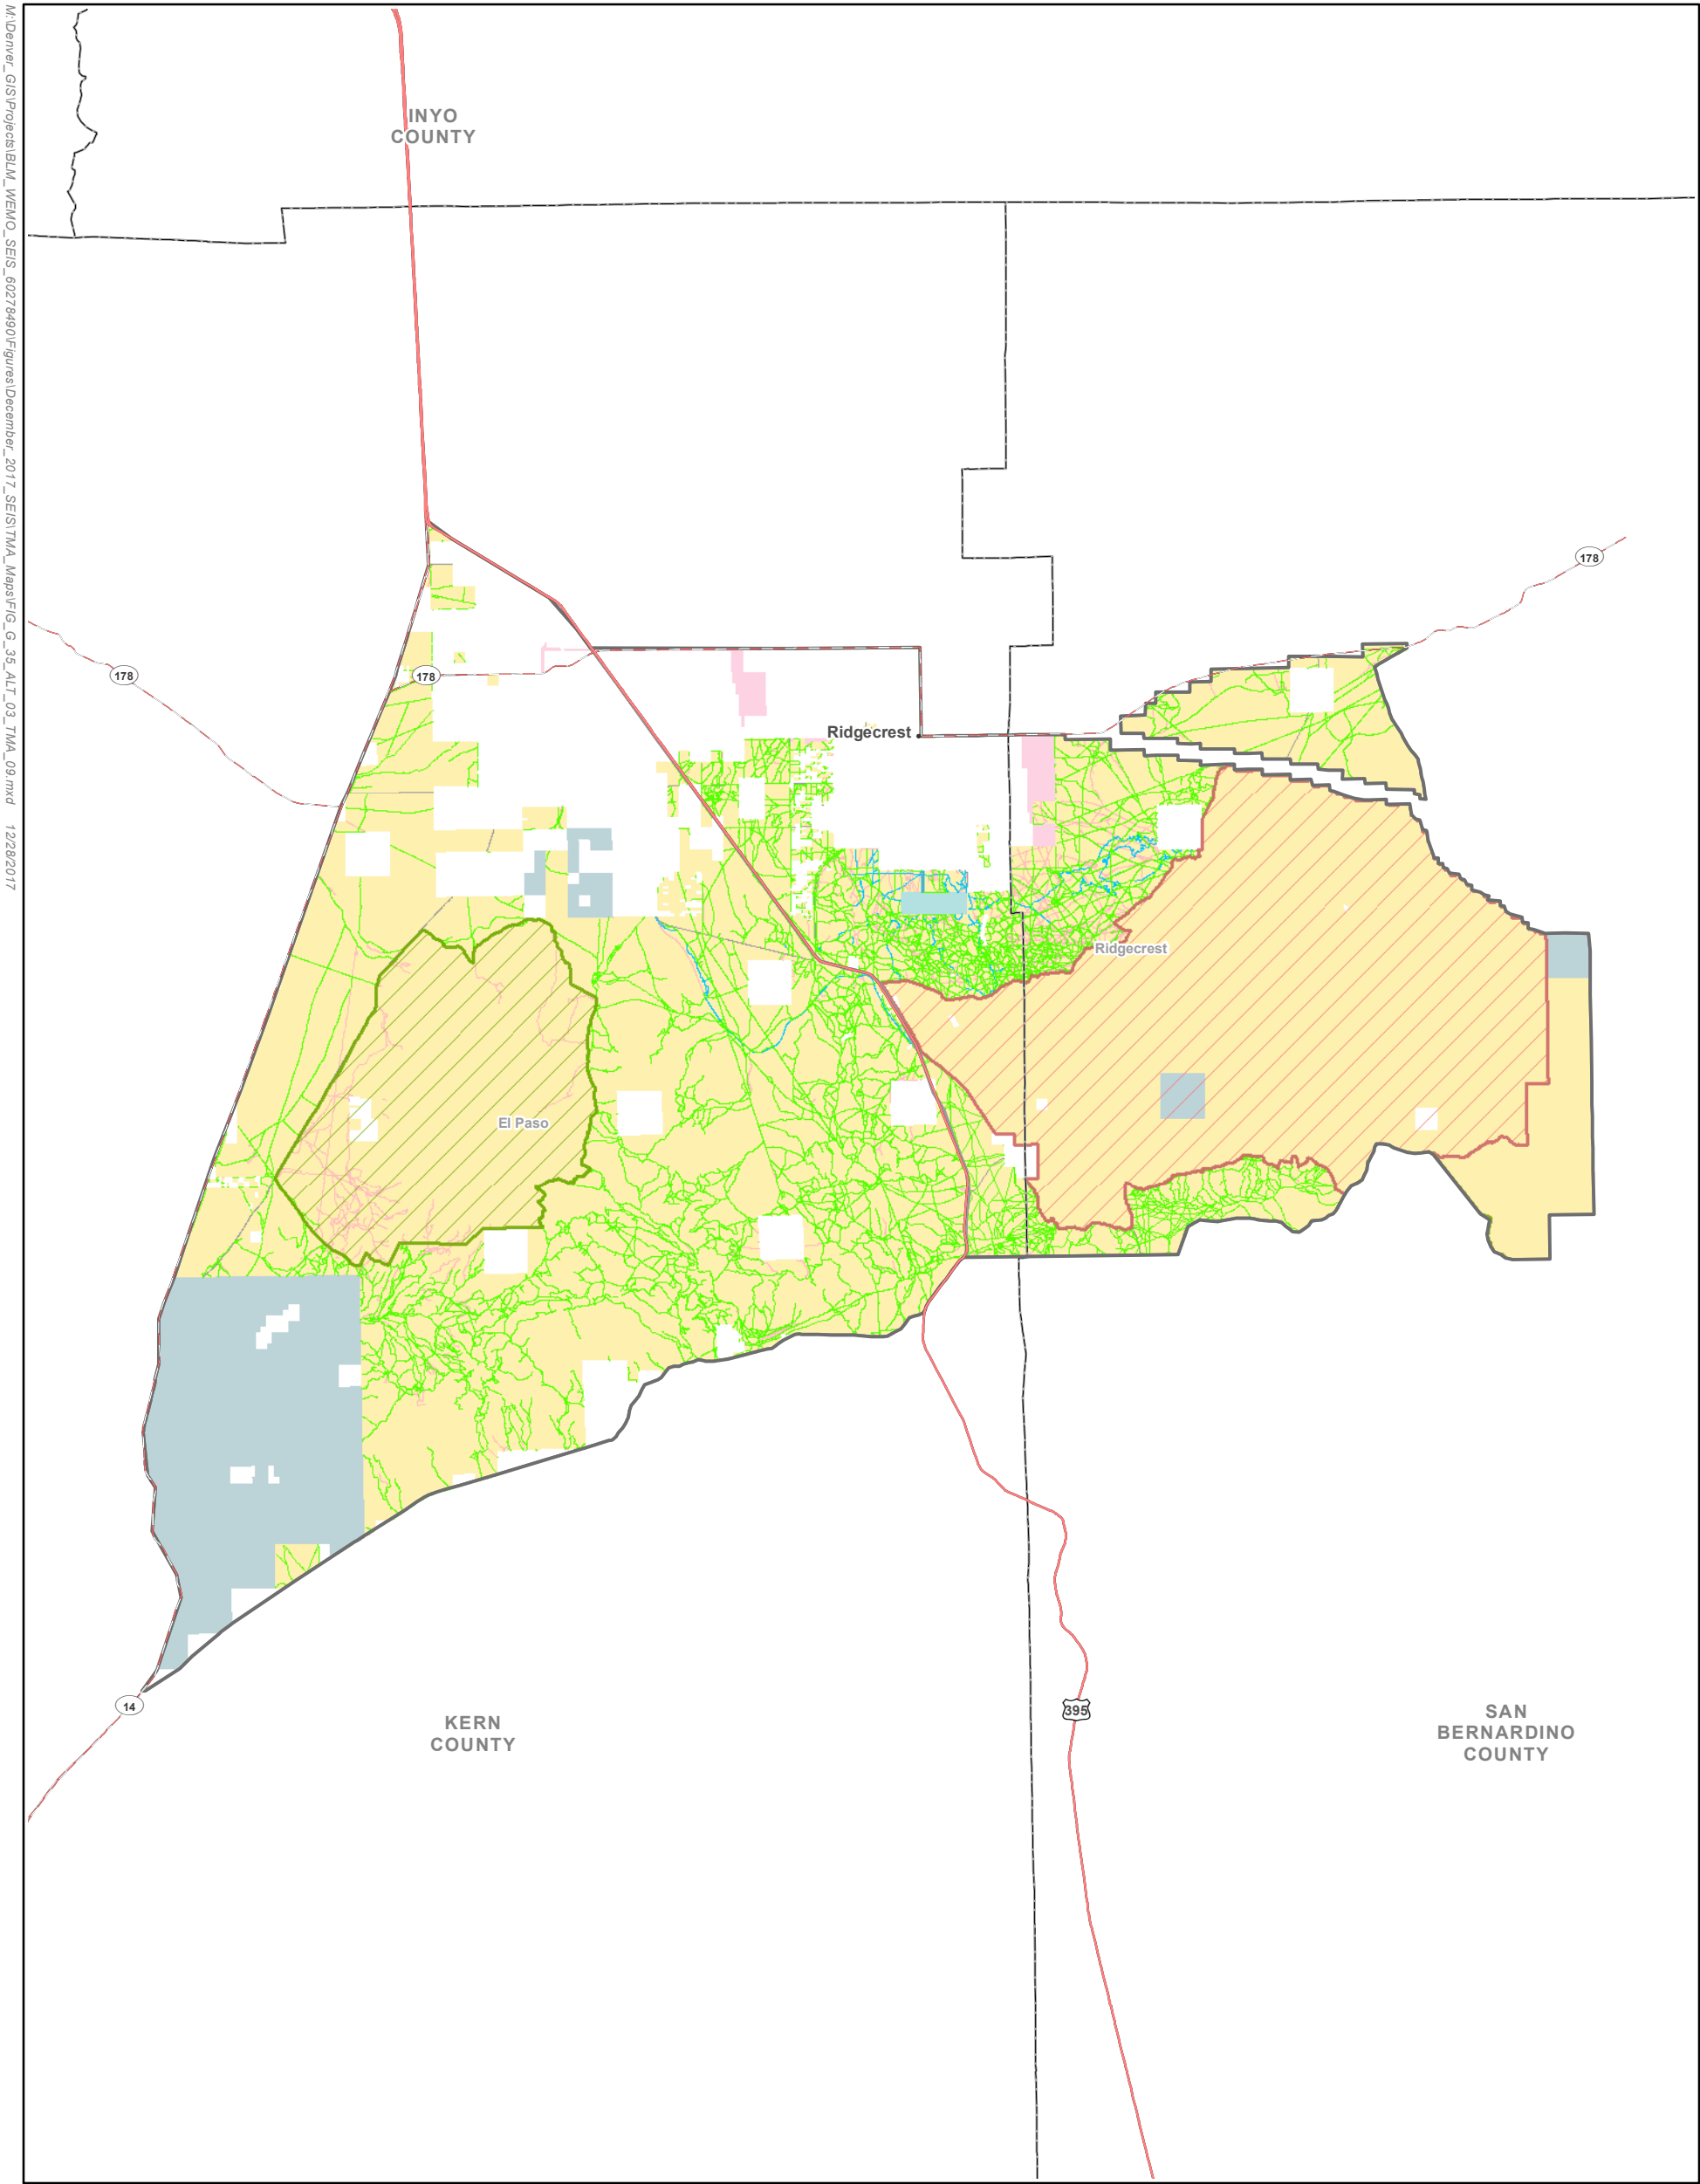 M:\Denver_GIS\Projects\BLM_WEMO_SEIS_60278490\Figures\December_2017_SEIS\TMA_Maps\FIG_G_35_ALT_03_TMA_09.mxd 12/28/2017
INYO
COUNTY
178
178
178
Ridgecrest
Ridgecrest
El Paso
14
395
KERN
COUNTY
SAN
BERNARDINO
COUNTY